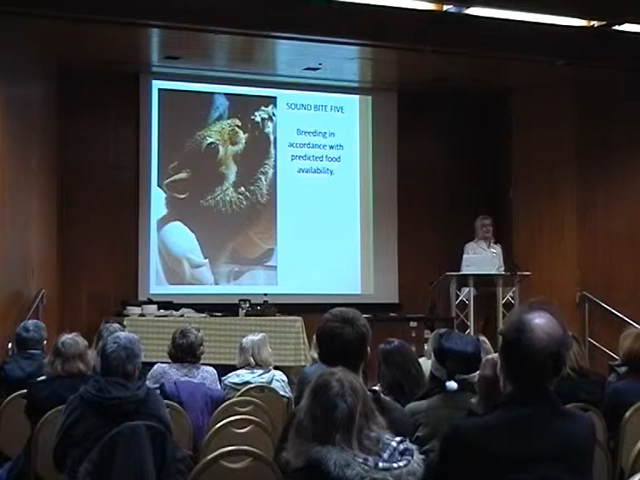 SOUND BITE FIVE
Breeding in
accordance with
predicted food
availability.